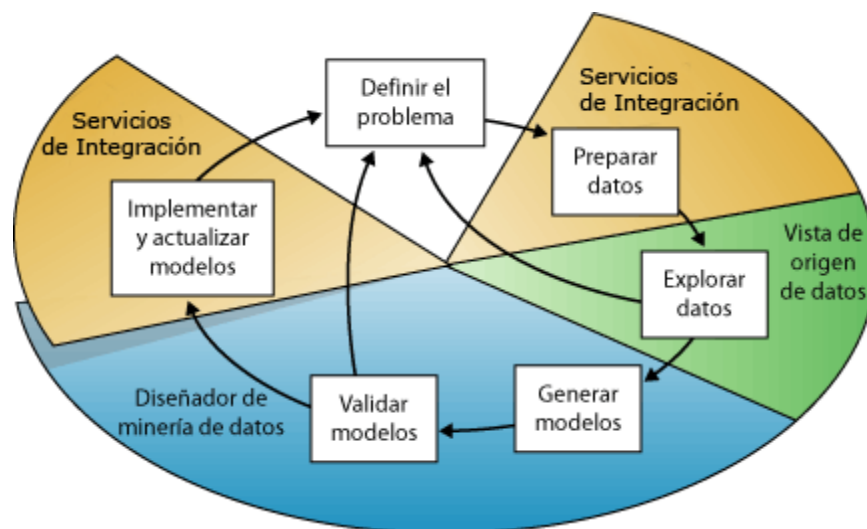 Definir el
problema
Servicios
de Integración
Preparar
datos
Vista de
origen
de datos
Explorar
datos
Generar
modelos
Validar
modelos
Diseñador de
minería de datos
Implementar
y actualizar
modelos
Servicios
de Integración